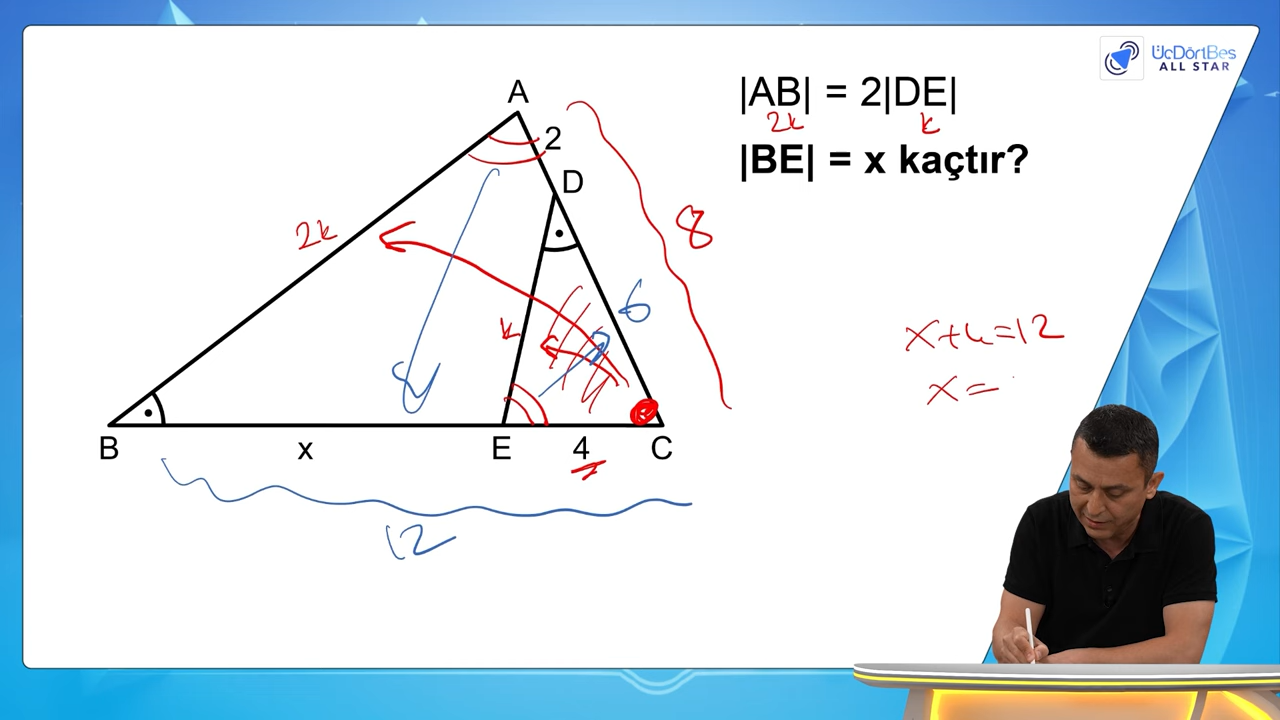 ÜçDörtBeş
ALL STAR
|AB| = 2|DE|
2k k
|BE| = x kaçtır?
A
2
D
2k
8
6
k
x+4=12
x=
B x E 4 C
12